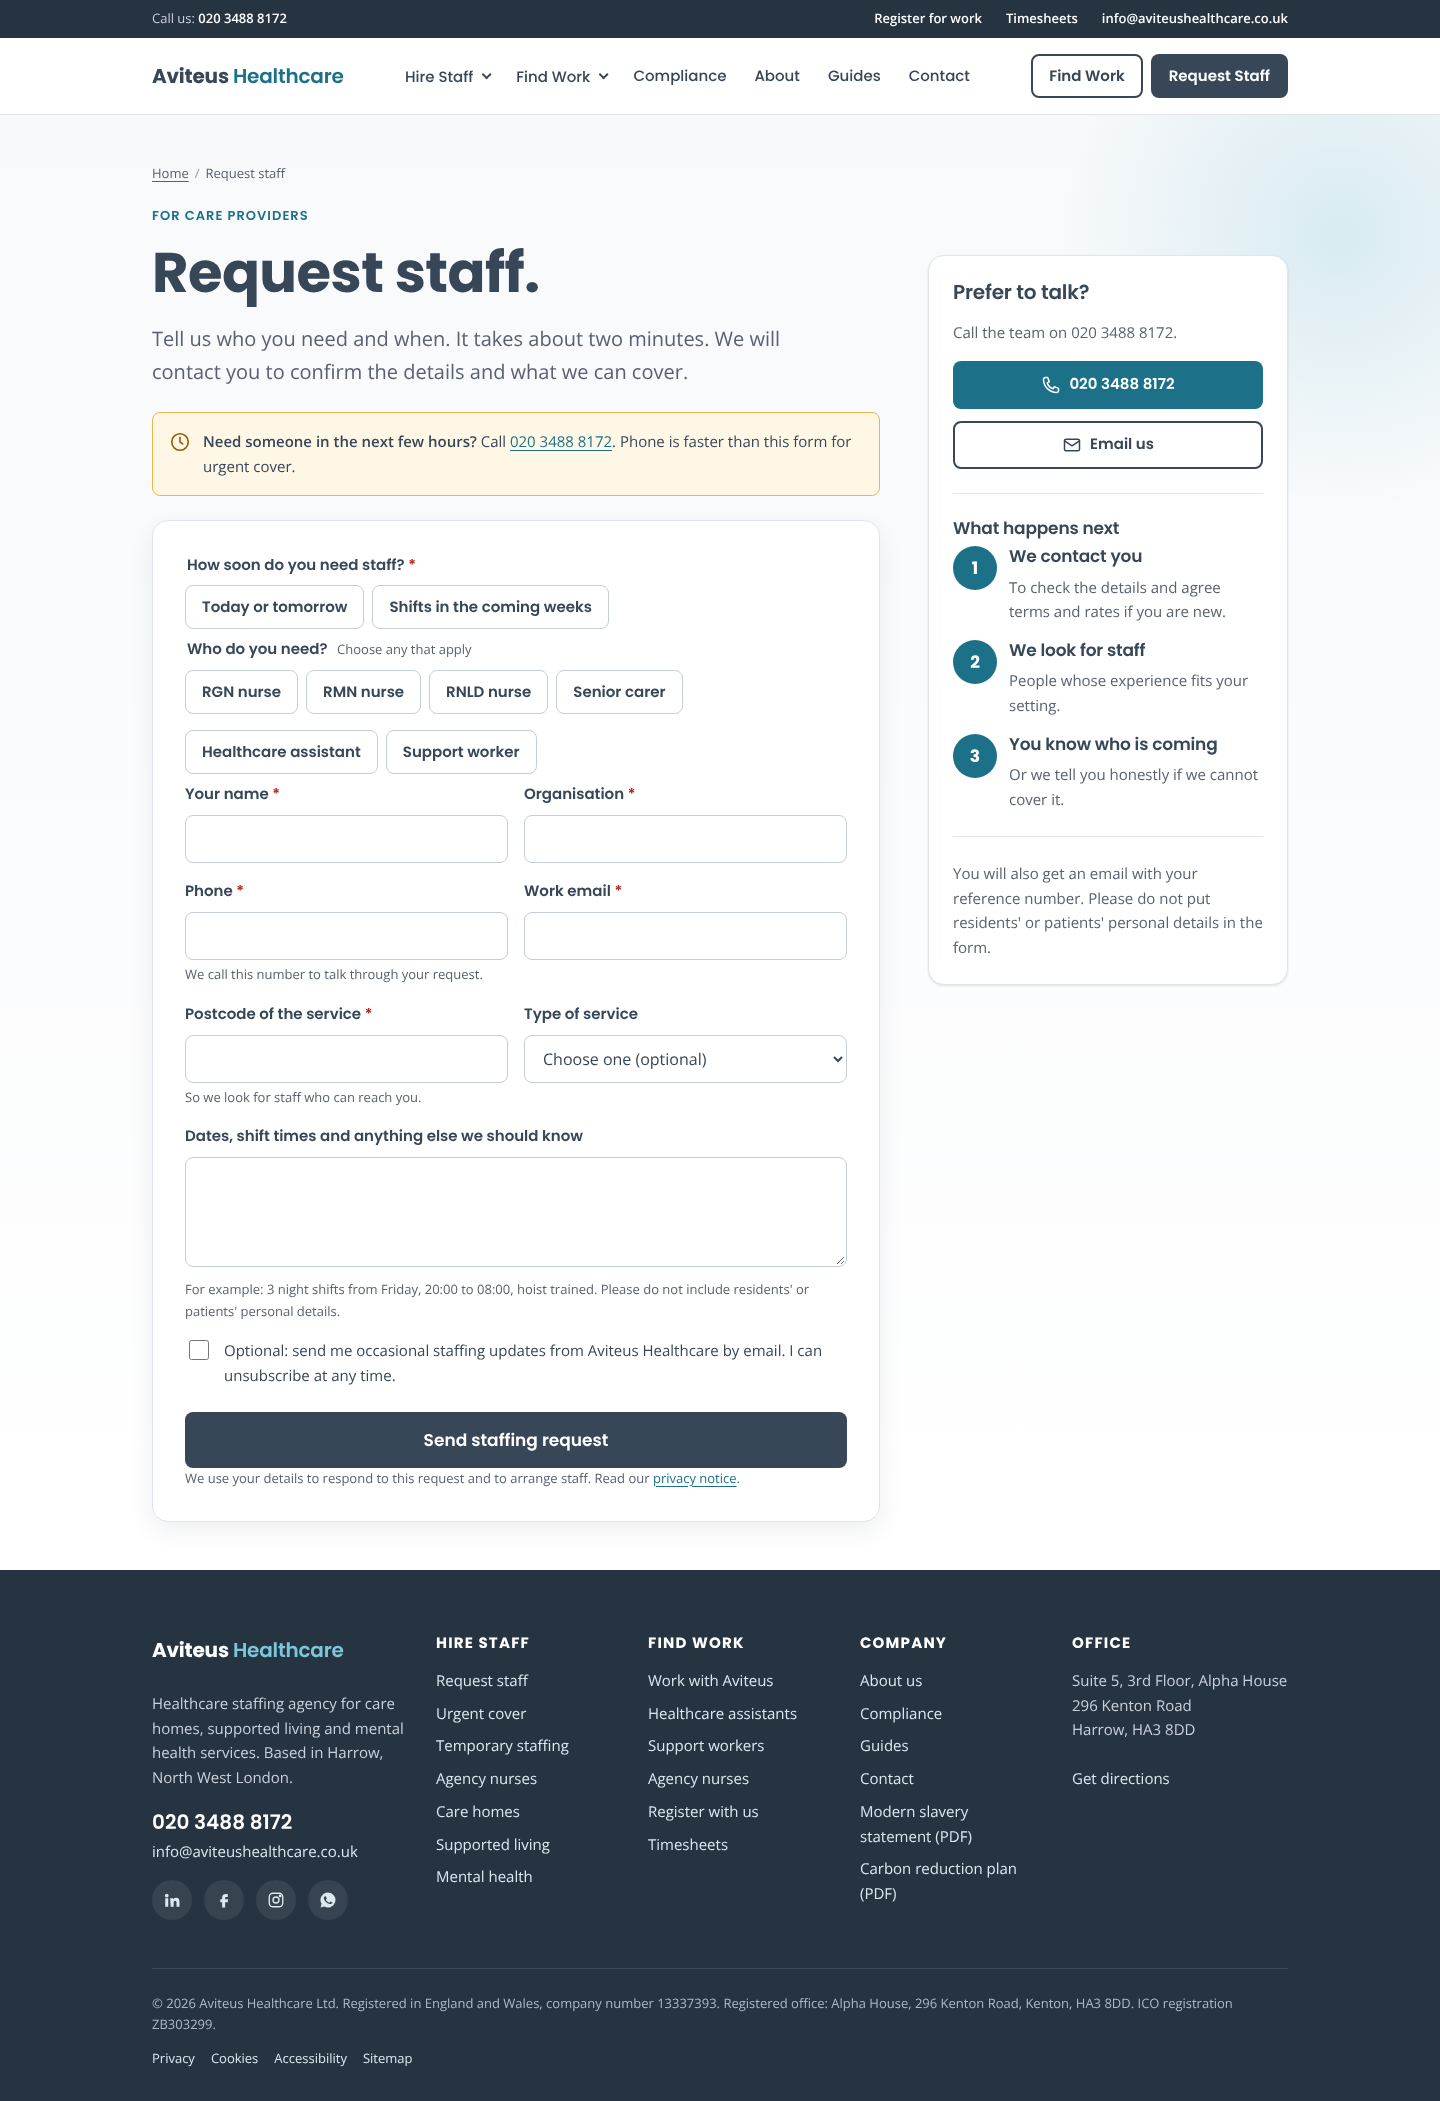 Call us: 020 3488 8172
Register for work
Timesheets
info@aviteushealthcare.co.uk
Aviteus Healthcare
Hire Staff
Find Work
Compliance
About
Guides
Contact
Find Work
Request Staff
Home / Request staff
FOR CARE PROVIDERS
Request staff.
Tell us who you need and when. It takes about two minutes. We will
contact you to confirm the details and what we can cover.
Need someone in the next few hours? Call 020 3488 8172. Phone is faster than this form for
urgent cover.
How soon do you need staff? *
Today or tomorrow
Shifts in the coming weeks
Who do you need? Choose any that apply
RGN nurse
RMN nurse
RNLD nurse
Senior carer
Healthcare assistant
Support worker
Your name *
Organisation *
Phone *
Work email *
We call this number to talk through your request.
Postcode of the service *
Type of service
Choose one (optional)
So we look for staff who can reach you.
Dates, shift times and anything else we should know
For example: 3 night shifts from Friday, 20:00 to 08:00, hoist trained. Please do not include residents' or
patients' personal details.
Optional: send me occasional staffing updates from Aviteus Healthcare by email. I can
unsubscribe at any time.
Send staffing request
We use your details to respond to this request and to arrange staff. Read our privacy notice.
Prefer to talk?
Call the team on 020 3488 8172.
020 3488 8172
Email us
What happens next
1
We contact you
To check the details and agree
terms and rates if you are new.
2
We look for staff
People whose experience fits your
setting.
3
You know who is coming
Or we tell you honestly if we cannot
cover it.
You will also get an email with your
reference number. Please do not put
residents' or patients' personal details in the
form.
Aviteus Healthcare
Healthcare staffing agency for care
homes, supported living and mental
health services. Based in Harrow,
North West London.
020 3488 8172
info@aviteushealthcare.co.uk
HIRE STAFF
Request staff
Urgent cover
Temporary staffing
Agency nurses
Care homes
Supported living
Mental health
FIND WORK
Work with Aviteus
Healthcare assistants
Support workers
Agency nurses
Register with us
Timesheets
COMPANY
About us
Compliance
Guides
Contact
Modern slavery
statement (PDF)
Carbon reduction plan
(PDF)
OFFICE
Suite 5, 3rd Floor, Alpha House
296 Kenton Road
Harrow, HA3 8DD
Get directions
© 2026 Aviteus Healthcare Ltd. Registered in England and Wales, company number 13337393. Registered office: Alpha House, 296 Kenton Road, Kenton, HA3 8DD. ICO registration
ZB303299.
Privacy
Cookies
Accessibility
Sitemap